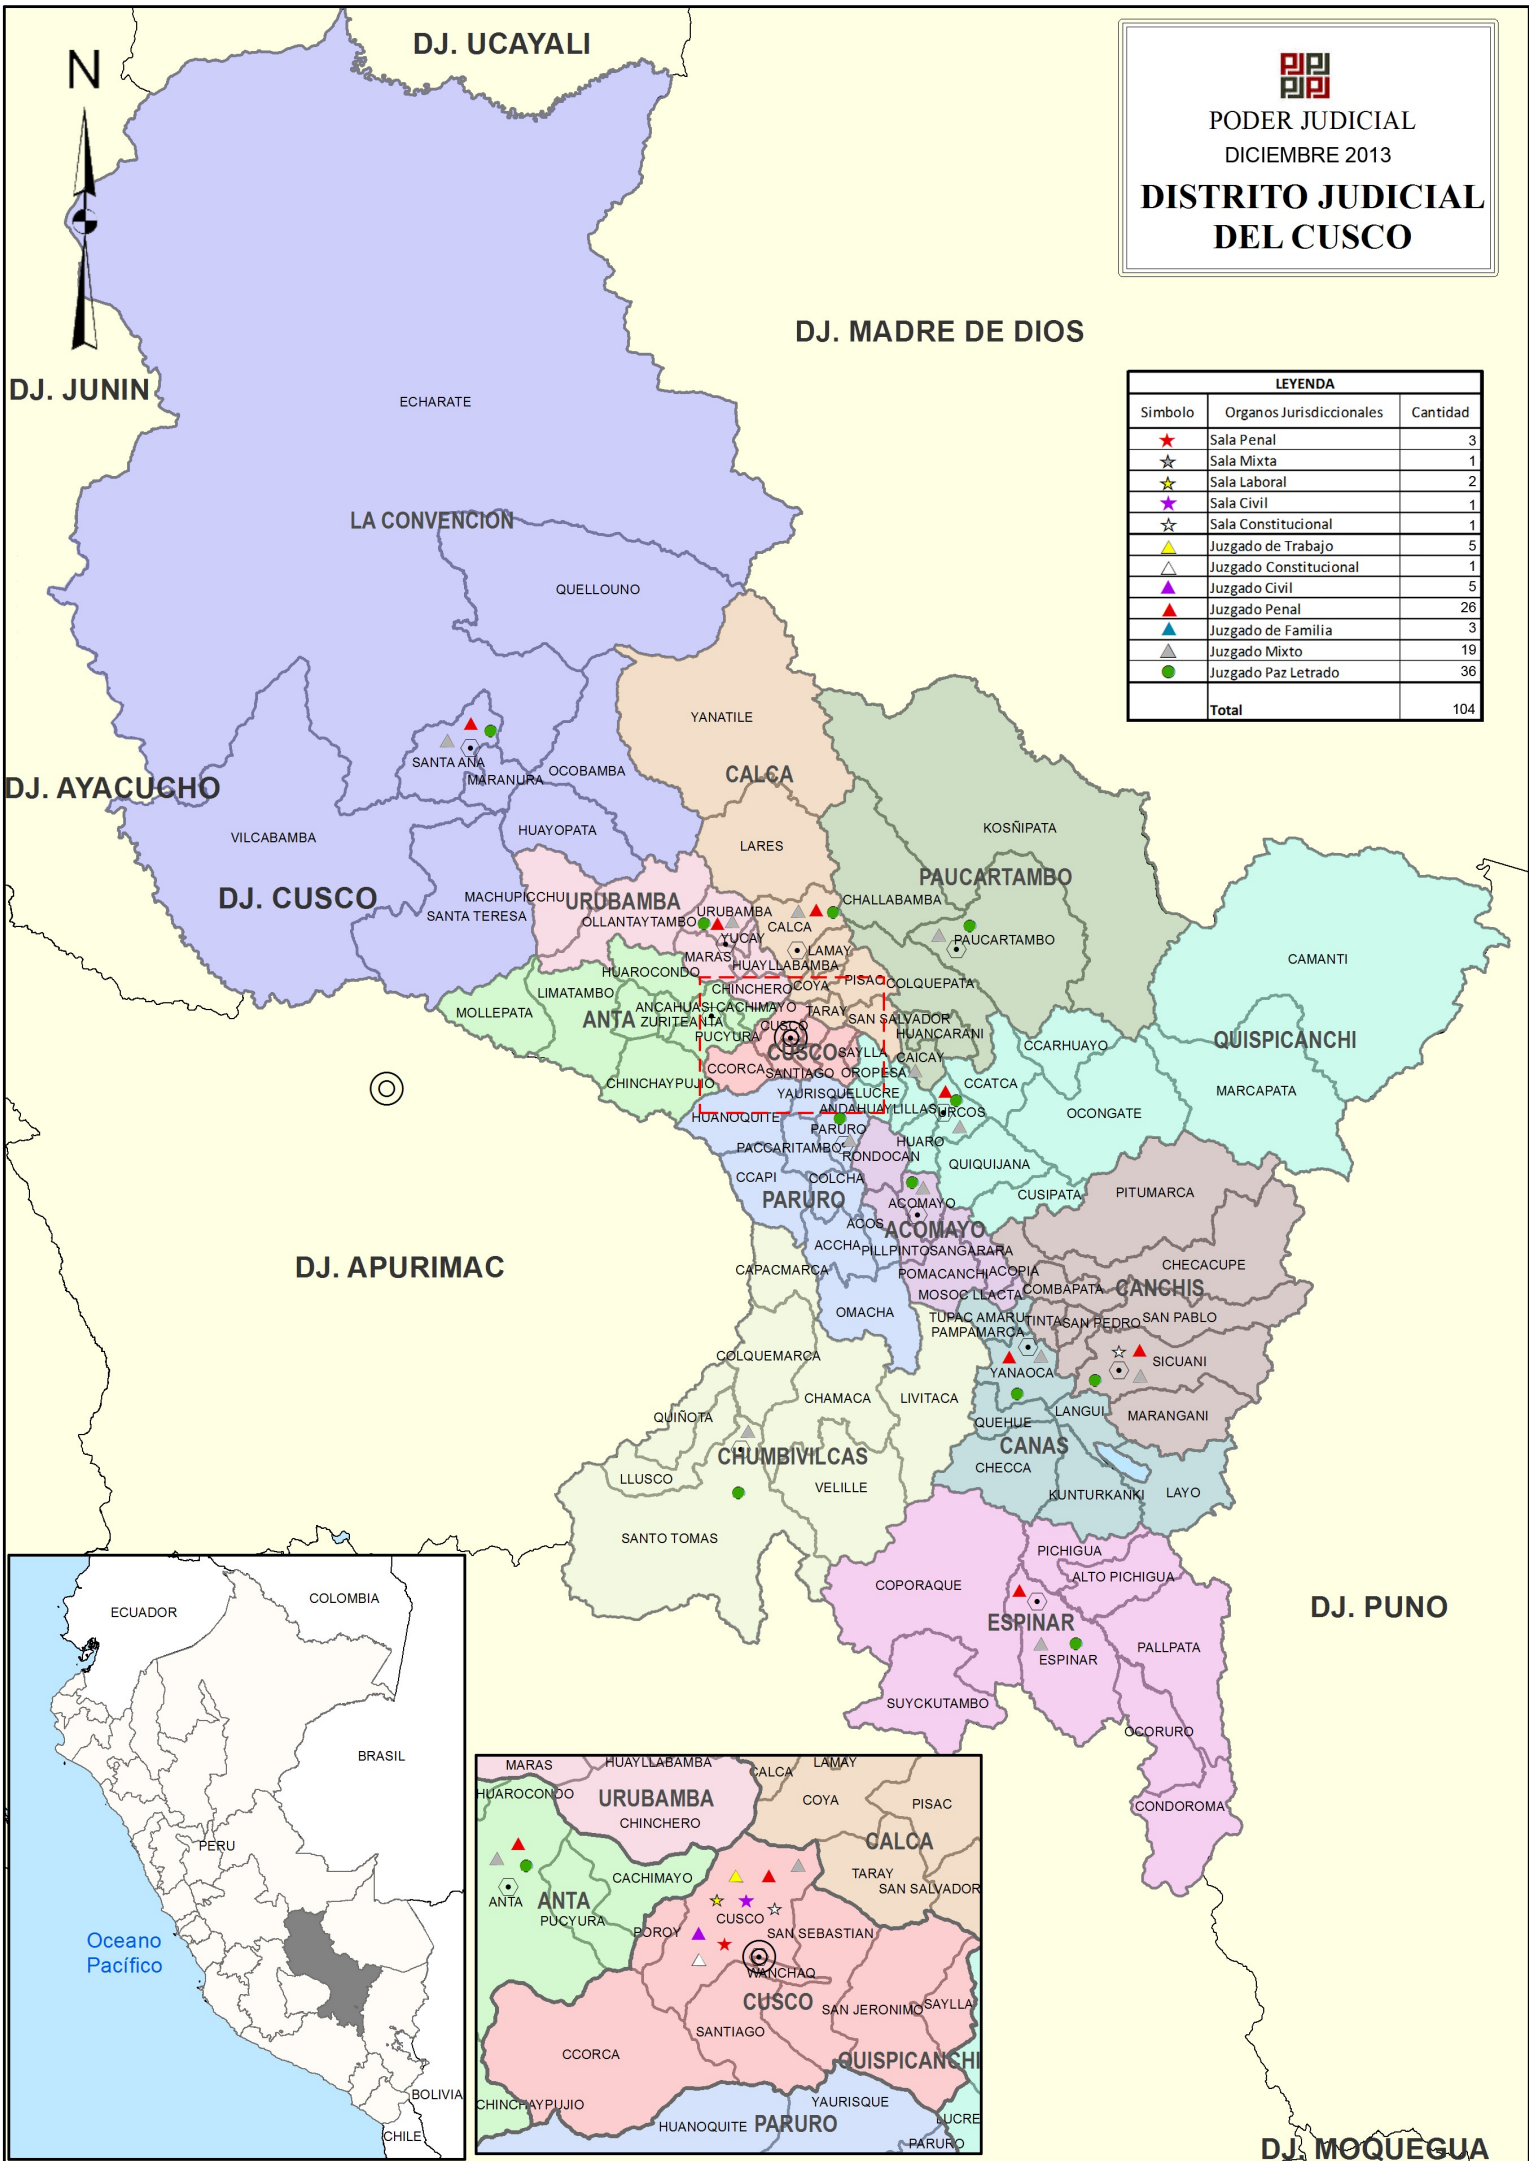 DJ. UCAYALI
N
PJPJ
PJPJ
PODER JUDICIAL
DICIEMBRE 2013
DISTRITO JUDICIAL
DEL CUSCO
DJ. MADRE DE DIOS
DJ. JUNIN
ECHARATE
LEYENDA
Simbolo Organos Jurisdiccionales Cantidad
Sala Penal 3
Sala Mixta 1
Sala Laboral 2
Sala Civil 1
Sala Constitucional 1
Juzgado de Trabajo 5
Juzgado Constitucional 1
Juzgado Civil 5
Juzgado Penal 26
Juzgado de Familia 3
Juzgado Mixto 19
Juzgado Paz Letrado 36
Total 104
LA CONVENCION
QUELLOUNO
YANATILE
SANTA ANA
OCOBAMBA
MARANURA
CALCA
DJ. AYACUCHO
VILCABAMBA
HUAYOPATA
LARES
KOSÑIPATA
PAUCARTAMBO
DJ. CUSCO
MACHUPICCHU
URUBAMBA
CHALLABAMBA
SANTA TERESA
OLLANTAYTAMBO
URUBAMBA
CALCA
YUCAY
PAUCARTAMBO
MARAS
LAMAY
HUAYLLABAMBA
CAMANTI
HUAROCONDO
LIMATAMBO
CHINCHERO
COYA
PISAC
COLQUEPATA
MOLLEPATA
ANTA
ANCAHUASI
CACHIMAYO
TARAY
SAN SALVADOR
ZURITE
ANTA
CUSCO
PUCYURA
HUANCARANI
QUISPICANCHI
CUSCO
SAYLLA
CAICAY
CCARHUAYO
CCORCA
SANTIAGO
OROPESA
CHINCHAYPUJIO
CCATCA
MARCAPATA
YAURISQUE
LUCRE
ANDAHUAYLILLAS
URCOS
OCONGATE
HUANOQUITE
PARURO
PACCARITAMBO
RONDOCAN
HUARO
QUIQUIJANA
CCAPI
COLCHA
PARURO
ACOMAYO
CUSIPATA
PITUMARCA
ACOS
ACOMAYO
DJ. APURIMAC
ACCHA
PILLPINTO
SANGARARA
CHECACUPE
CAPACMARCA
POMACANCHI
ACOPIA
COMBAPATA
CANCHIS
MOSOC LLACTA
OMACHA
TUPAC AMARU
TINTA
SAN PEDRO
SAN PABLO
PAMPAMARCA
COLQUEMARCA
YANAOCA
SICUANI
CHAMACA
LIVITACA
QUIÑOTA
QUEHUE
LANGUI
MARANGANI
CHUMBIVILCAS
CANAS
LLUSCO
VELILLE
CHECCA
KUNTURKANKI
LAYO
SANTO TOMAS
PICHIGUA
ALTO PICHIGUA
COPORAQUE
ESPINAR
DJ. PUNO
PALLPATA
ESPINAR
SUYCKUTAMBO
OCORURO
CONDOROMA
ECUADOR
COLOMBIA
BRASIL
PERU
Oceano
Pacífico
BOLIVIA
CHILE
MARAS
HUAYLLABAMBA
LAMAY
CALCA
HUAROCONDO
URUBAMBA
COYA
PISAC
CHINCHERO
CALCA
CACHIMAYO
TARAY
SAN SALVADOR
ANTA
ANTA
PUCYURA
CUSCO
POROY
SAN SEBASTIAN
WANCHAQ
CUSCO
SAN JERONIMO
SAYLLA
SANTIAGO
CCORCA
QUISPICANCHI
CHINCHAYPUJIO
YAURISQUE
HUANOQUITE
PARURO
LUCRE
PARURO
DJ. MOQUEGUA